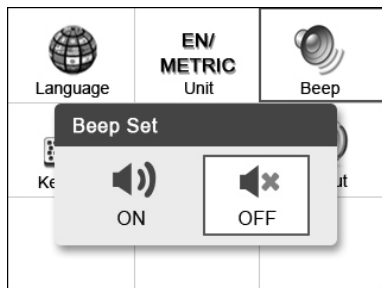 EN/
METRIC
Language
Unit
Beep
Beep Set
Ke
ut
ON
OFF